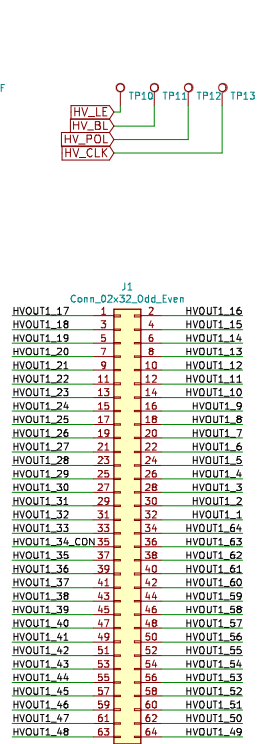 F
TP10 TP11 TP12 TP13
HV_LE
HV_BL
HV_POL
HV_CLK
J1
Conn_02x32_Odd_Even
HVOUT1_17 1 2 HVOUT1_16
HVOUT1_18 3 4 HVOUT1_15
HVOUT1_19 5 6 HVOUT1_14
HVOUT1_20 7 8 HVOUT1_13
HVOUT1_21 9 10 HVOUT1_12
HVOUT1_22 11 12 HVOUT1_11
HVOUT1_23 13 14 HVOUT1_10
HVOUT1_24 15 16 HVOUT1_9
HVOUT1_25 17 18 HVOUT1_8
HVOUT1_26 19 20 HVOUT1_7
HVOUT1_27 21 22 HVOUT1_6
HVOUT1_28 23 24 HVOUT1_5
HVOUT1_29 25 26 HVOUT1_4
HVOUT1_30 27 28 HVOUT1_3
HVOUT1_31 29 30 HVOUT1_2
HVOUT1_32 31 32 HVOUT1_1
HVOUT1_33 33 34 HVOUT1_64
HVOUT1_34_CON 35 36 HVOUT1_63
HVOUT1_35 37 38 HVOUT1_62
HVOUT1_36 39 40 HVOUT1_61
HVOUT1_37 41 42 HVOUT1_60
HVOUT1_38 43 44 HVOUT1_59
HVOUT1_39 45 46 HVOUT1_58
HVOUT1_40 47 48 HVOUT1_57
HVOUT1_41 49 50 HVOUT1_56
HVOUT1_42 51 52 HVOUT1_55
HVOUT1_43 53 54 HVOUT1_54
HVOUT1_44 55 56 HVOUT1_53
HVOUT1_45 57 58 HVOUT1_52
HVOUT1_46 59 60 HVOUT1_51
HVOUT1_47 61 62 HVOUT1_50
HVOUT1_48 63 64 HVOUT1_49